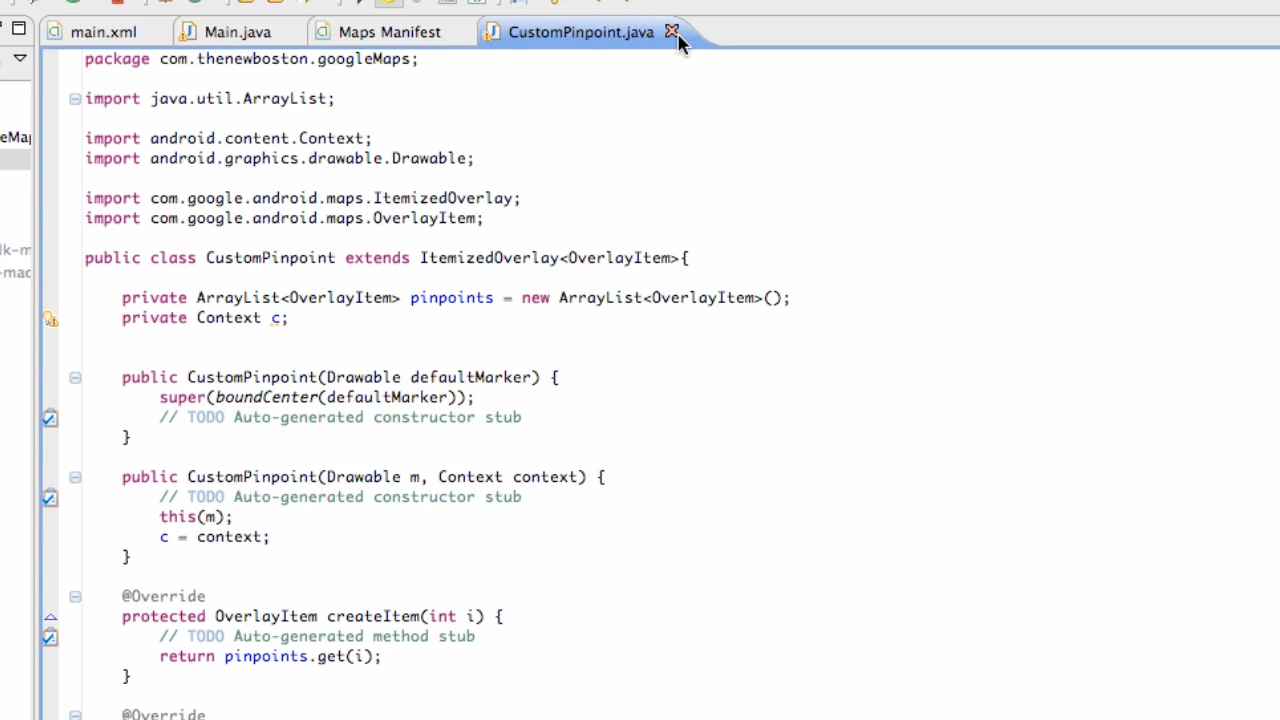 main.xml Main.java Maps Manifest CustomPinpoint.java
package com.thenewboston.googleMaps;
import java.util.ArrayList;
import android.content.Context;
eMap
import android.graphics.drawable.Drawable;
import com.google.android.maps.ItemizedOverlay;
import com.google.android.maps.OverlayItem;
dk-m
public class CustomPinpoint extends ItemizedOverlay<OverlayItem>{
-mac
private ArrayList<OverlayItem> pinpoints = new ArrayList<OverlayItem>();
private Context c;
public CustomPinpoint(Drawable defaultMarker) {
super(boundCenter(defaultMarker));
// TODO Auto-generated constructor stub
}
public CustomPinpoint(Drawable m, Context context) {
// TODO Auto-generated constructor stub
this(m);
c = context;
}
@Override
protected OverlayItem createItem(int i) {
// TODO Auto-generated method stub
return pinpoints.get(i);
}
@Override